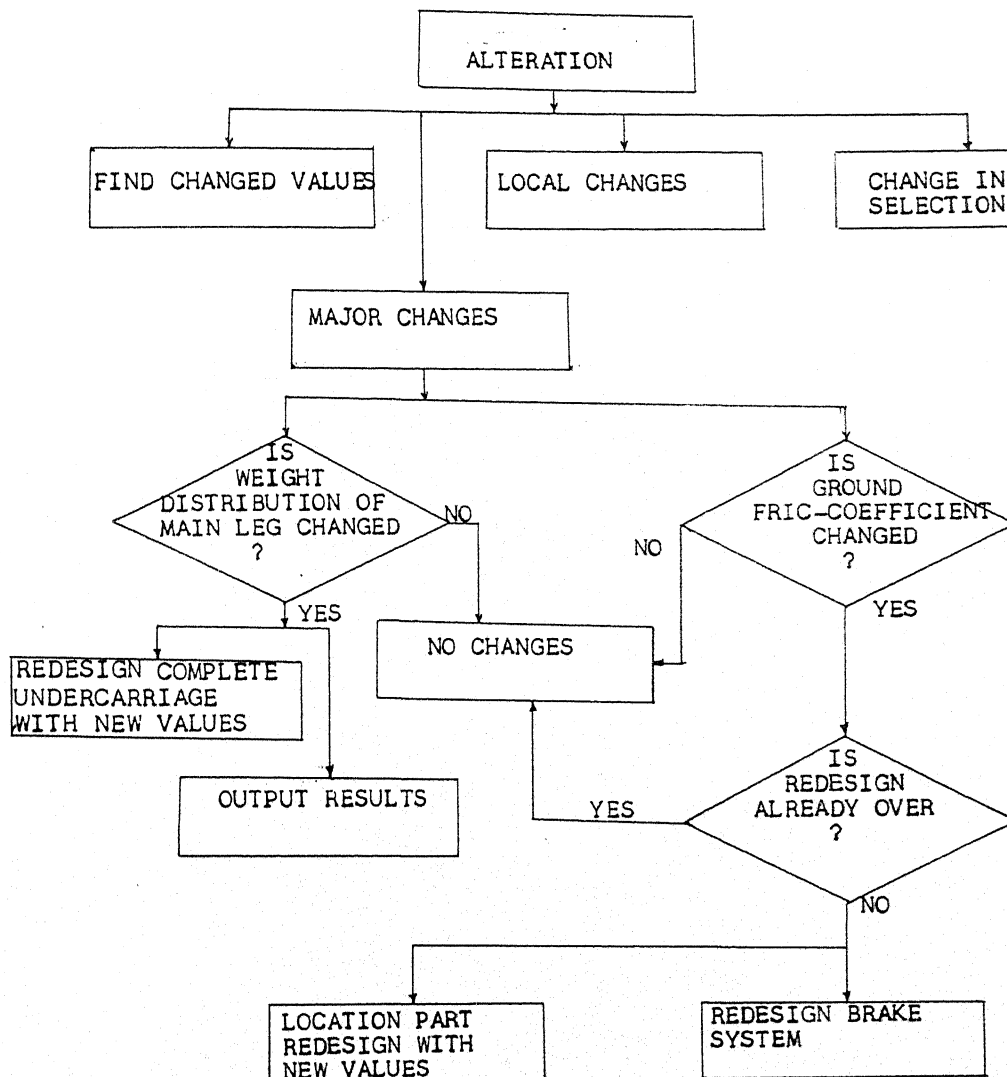 ALTERATION
FIND CHANGED VALUES
LOCAL CHANGES
CHANGE IN
SELECTION
MAJOR CHANGES
IS
WEIGHT
DISTRIBUTION OF
MAIN LEG CHANGED
?
NO
YES
IS
GROUND
FRIC-COEFFICIENT
CHANGED
?
NO
YES
REDESIGN COMPLETE
UNDERCARRIAGE
WITH NEW VALUES
NO CHANGES
OUTPUT RESULTS
IS
REDESIGN
ALREADY OVER
?
YES
NO
LOCATION PART
REDESIGN WITH
NEW VALUES
REDESIGN BRAKE
SYSTEM